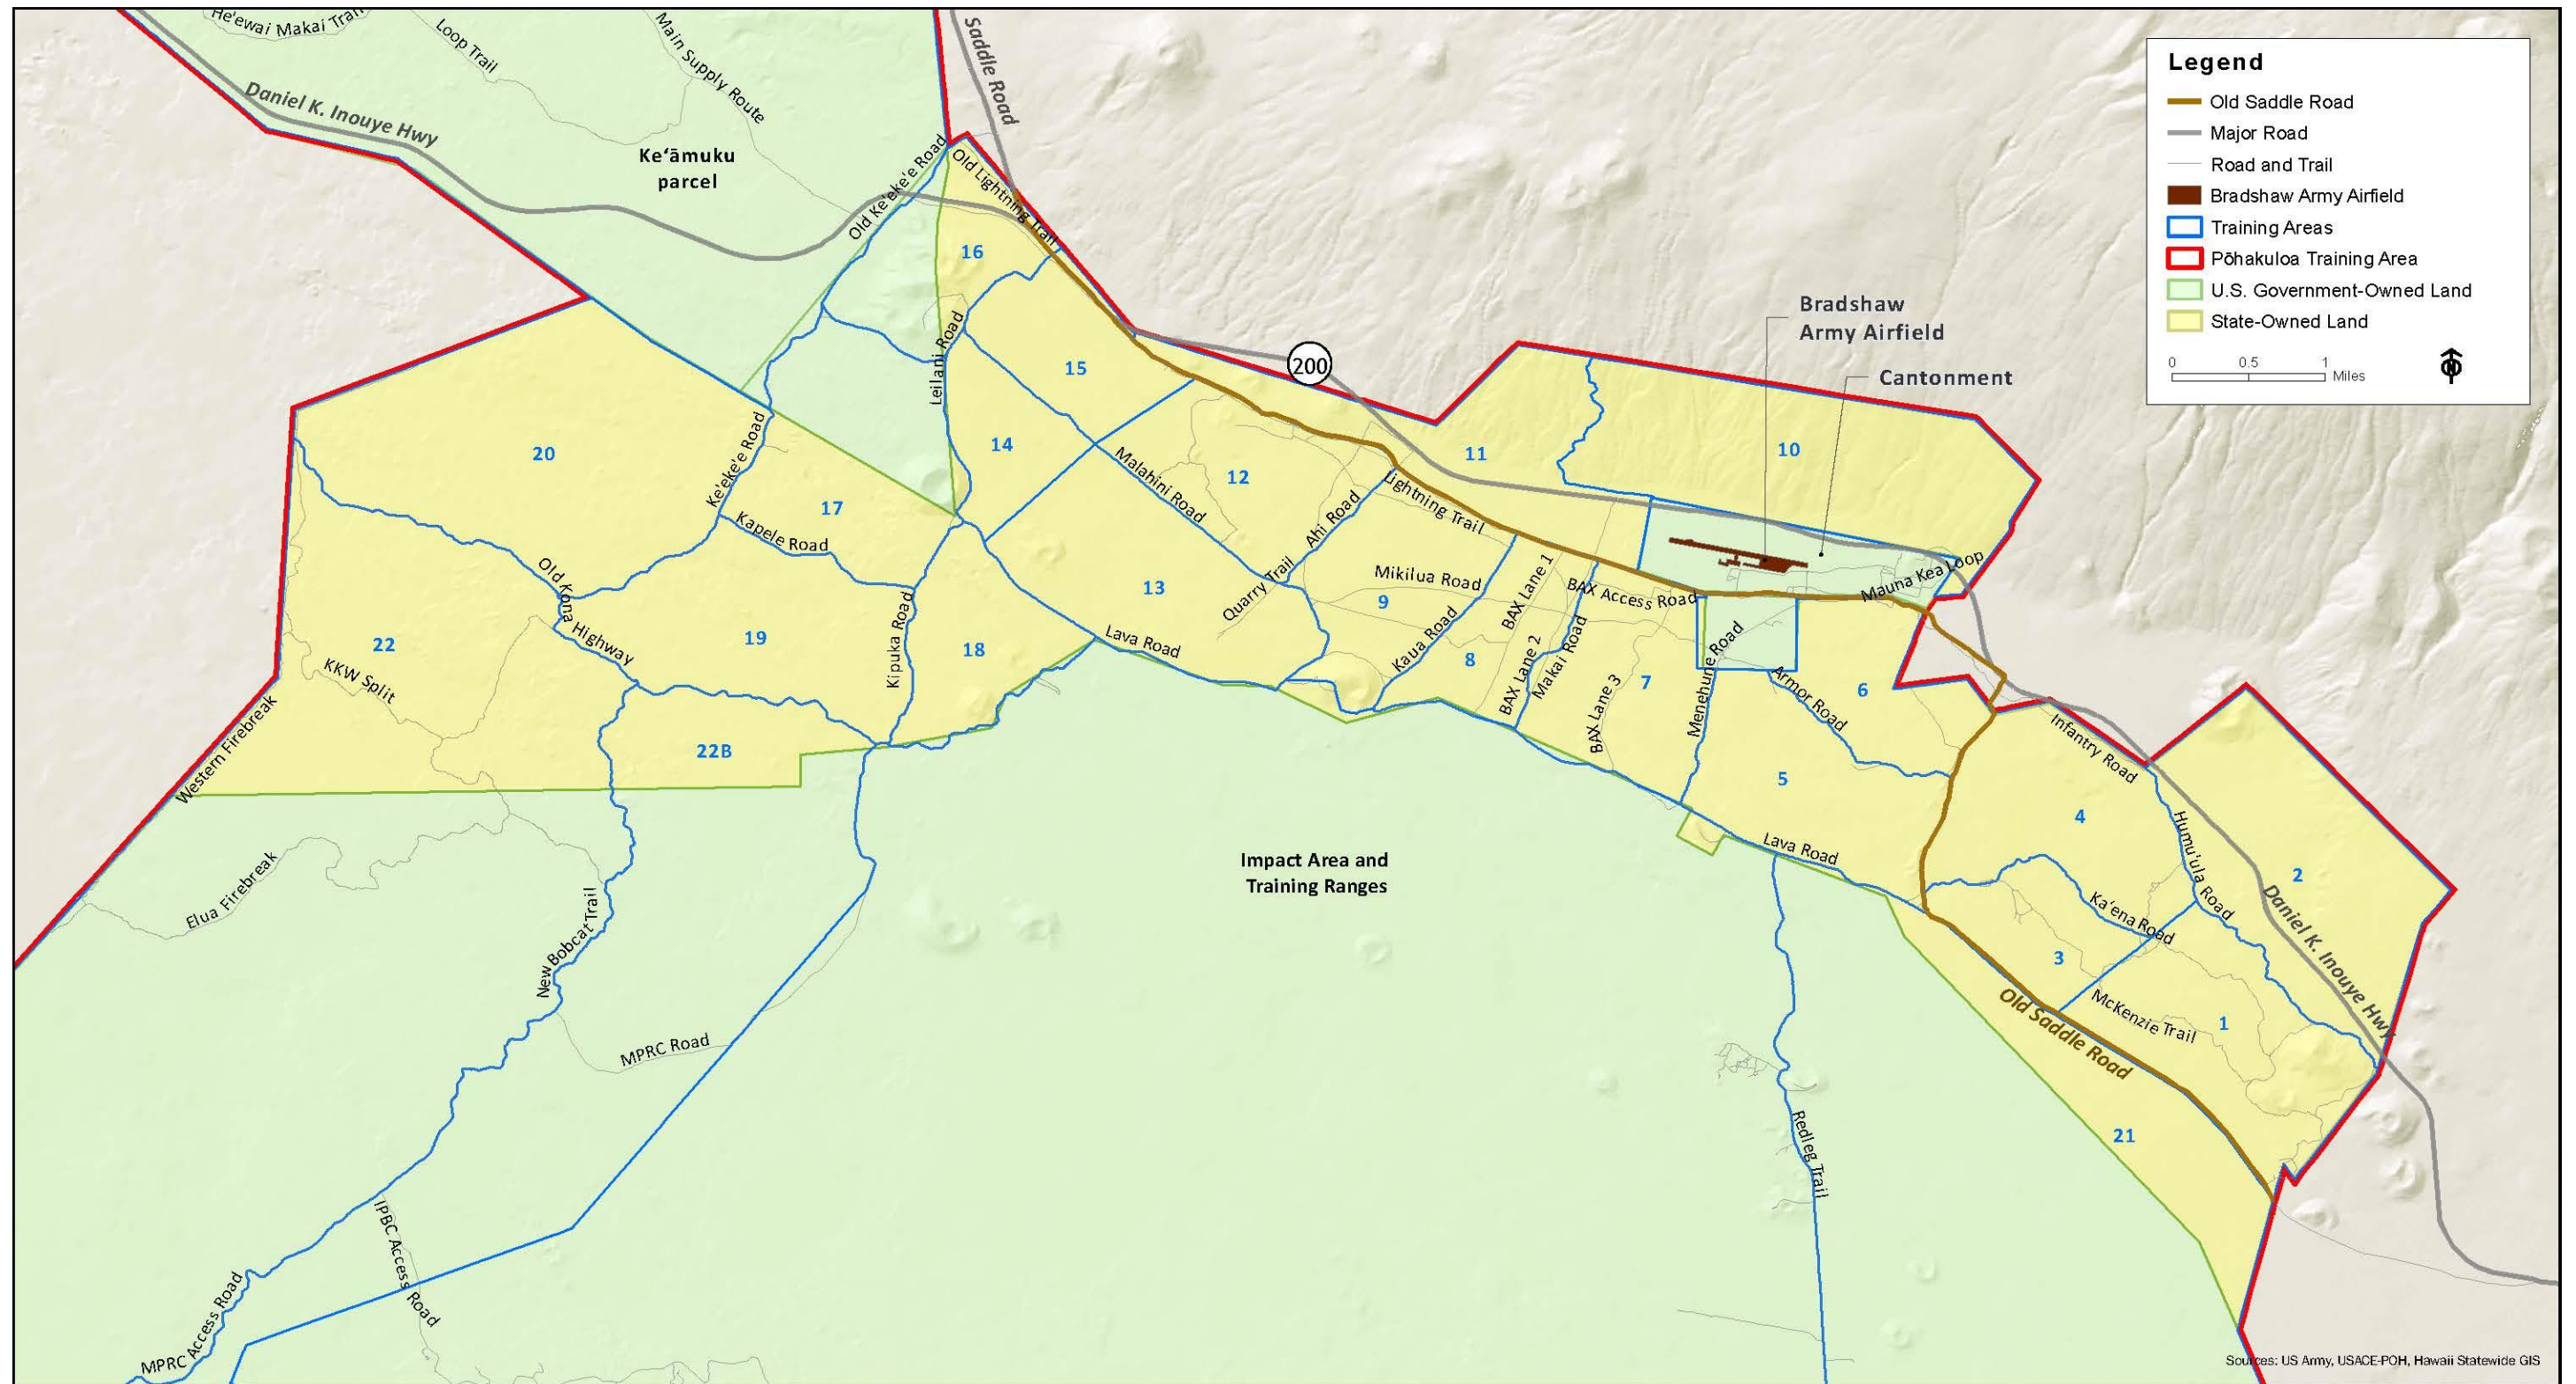 He'ewai Makai Trail
Loop Trail
Main Supply Route
Saddle Road
Daniel K. Inouye Hwy
Keʻāmuku
parcel
Old Ke'eke'e Road
Old Lightning Trail
Legend
Old Saddle Road
Major Road
Road and Trail
Bradshaw Army Airfield
Training Areas
Pōhakuloa Training Area
U.S. Government-Owned Land
State-Owned Land
0 0.5 1
Miles
16
Bradshaw
Army Airfield
Cantonment
200
15
Leilani Road
20
Ke'eke'e Road
14
Malahini Road
12
11
10
17
Kapele Road
Ahi Road
Lightning Trail
Old Kona Highway
13
Quarry Trail
Mikilua Road
9
BAX Lane 1
BAX Access Road
Mauna Kea Loop
22
19
Kipuka Road
18
Lava Road
Kaua Road
8
BAX Lane 2
Makai Road
7
Menehune Road
Armor Road
6
KKW Split
Western Firebreak
22B
BAX Lane 3
5
Infantry Road
4
Humu'ula Road
2
Daniel K. Inouye Hwy
Impact Area and
Training Ranges
Lava Road
Elua Firebreak
New Bobcat Trail
Ka'ena Road
3
McKenzie Trail
1
Old Saddle Road
MPRC Road
21
Redleg Trail
IPBC Access Road
MPRC Access Road
Sources: US Army, USACE-POH, Hawaii Statewide GIS